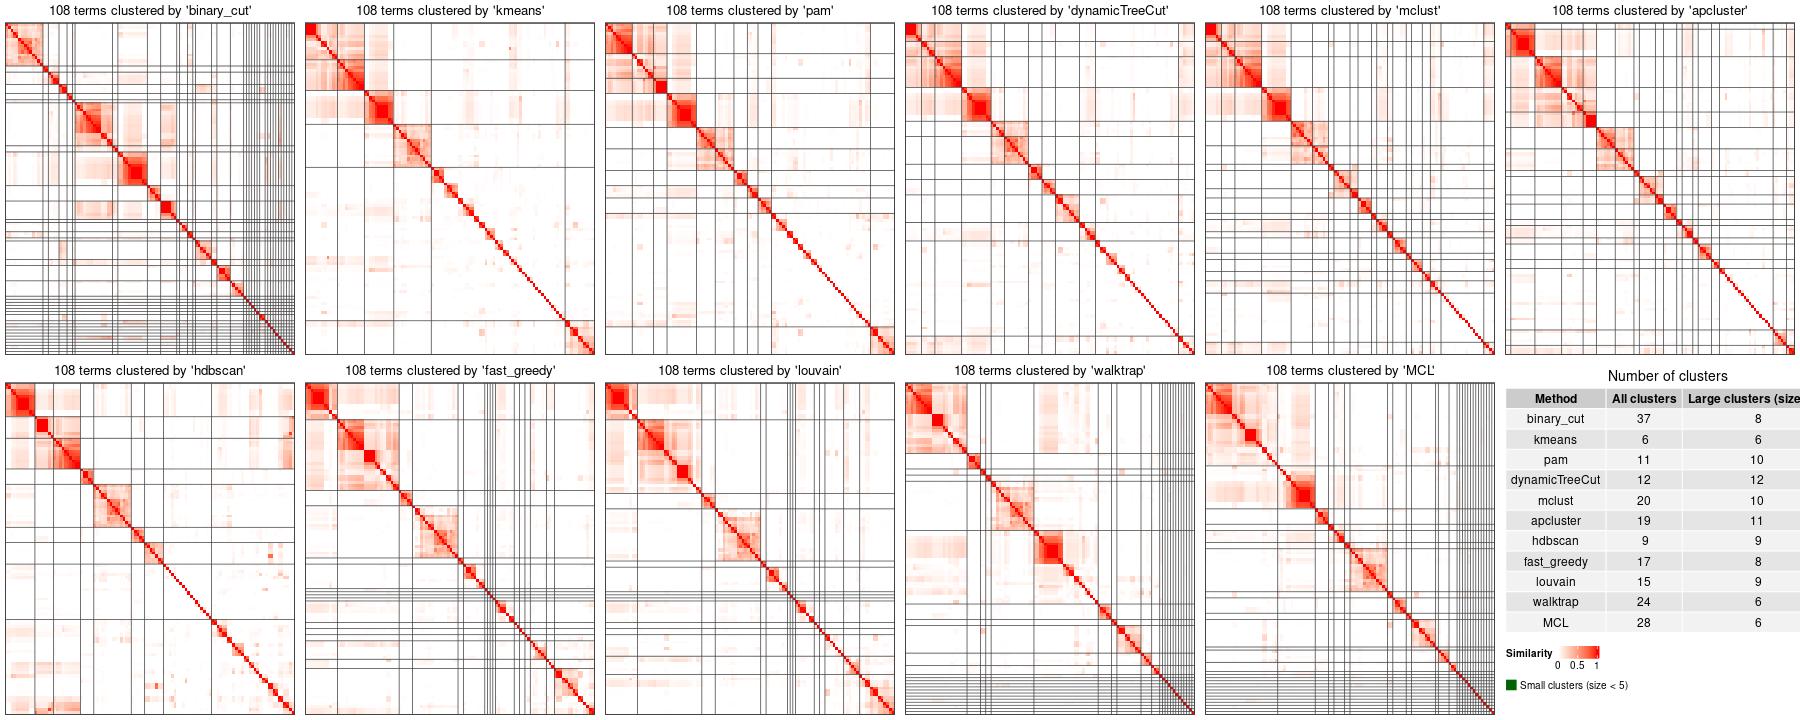 108 terms clustered by 'binary_cut'
108 terms clustered by 'kmeans'
108 terms clustered by 'pam'
108 terms clustered by 'dynamicTreeCut'
108 terms clustered by 'mclust'
108 terms clustered by 'apcluster'
108 terms clustered by 'hdbscan'
108 terms clustered by 'fast_greedy'
108 terms clustered by 'louvain'
108 terms clustered by 'walktrap'
108 terms clustered by 'MCL'
Number of clusters
Method All clusters Large clusters (size
binary_cut 37 8
kmeans 6 6
pam 11 10
dynamicTreeCut 12 12
mclust 20 10
apcluster 19 11
hdbscan 9 9
fast_greedy 17 8
louvain 15 9
walktrap 24 6
MCL 28 6
Similarity
0 0.5 1
Small clusters (size < 5)